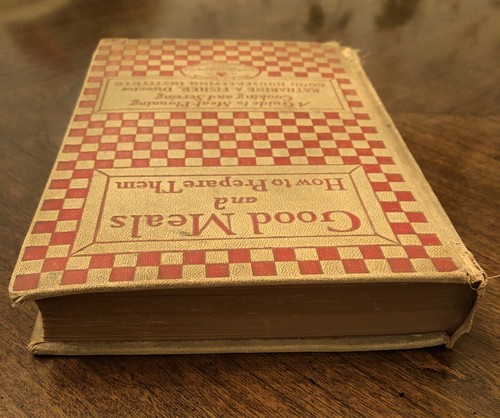 Good Meals
and
How to Prepare Them
A Guide to Meal-Planning
Cooking and Serving
KATHARINE A. FISHER, Director
GOOD HOUSEKEEPING INSTITUTE